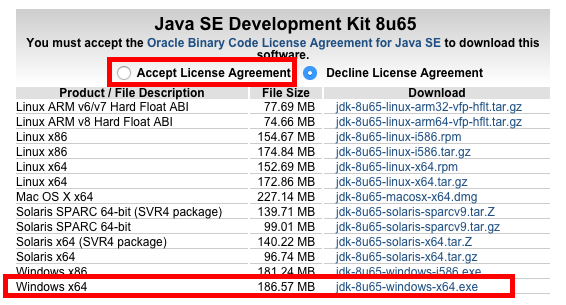 Java SE Development Kit 8u65
You must accept the Oracle Binary Code License Agreement for Java SE to download this
software.
Accept License Agreement Decline License Agreement
Product / File Description File Size Download
Linux ARM v6/v7 Hard Float ABI 77.69 MB jdk-8u65-linux-arm32-vfp-hflt.tar.gz
Linux ARM v8 Hard Float ABI 74.66 MB jdk-8u65-linux-arm64-vfp-hflt.tar.gz
Linux x86 154.67 MB jdk-8u65-linux-i586.rpm
Linux x86 174.84 MB jdk-8u65-linux-i586.tar.gz
Linux x64 152.69 MB jdk-8u65-linux-x64.rpm
Linux x64 172.86 MB jdk-8u65-linux-x64.tar.gz
Mac OS X x64 227.14 MB jdk-8u65-macosx-x64.dmg
Solaris SPARC 64-bit (SVR4 package) 139.71 MB jdk-8u65-solaris-sparcv9.tar.Z
Solaris SPARC 64-bit 99.01 MB jdk-8u65-solaris-sparcv9.tar.gz
Solaris x64 (SVR4 package) 140.22 MB jdk-8u65-solaris-x64.tar.Z
Solaris x64 96.74 MB jdk-8u65-solaris-x64.tar.gz
Windows x86 181.24 MB jdk-8u65-windows-i586.exe
Windows x64 186.57 MB jdk-8u65-windows-x64.exe